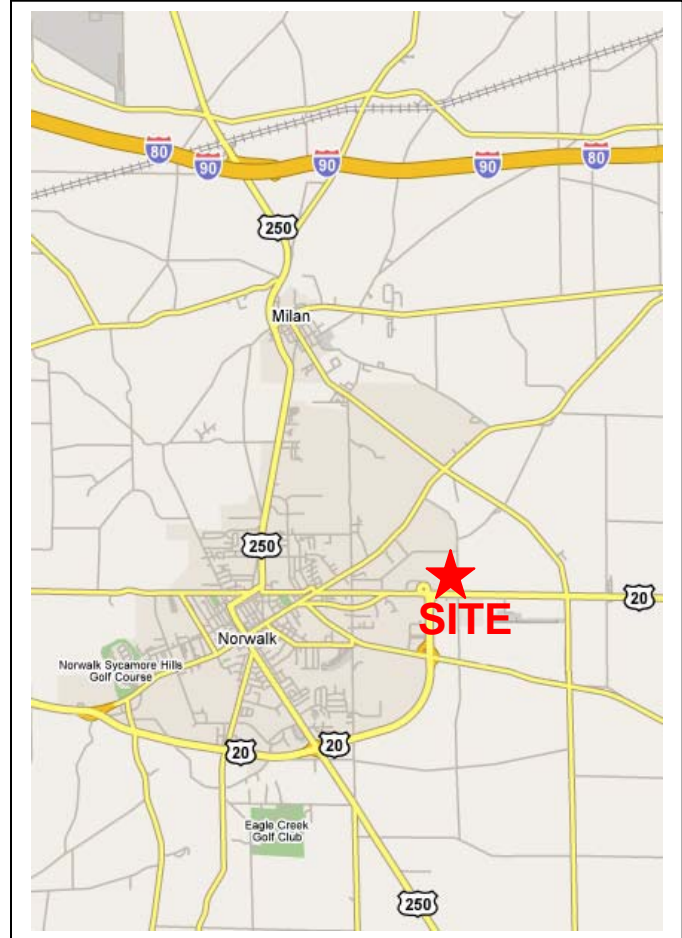 80
90
90
90
80
250
Milan
250
SITE
20
Norwalk
Norwalk Sycamore Hills
Golf Course
20
20
Eagle Creek
Golf Club
250